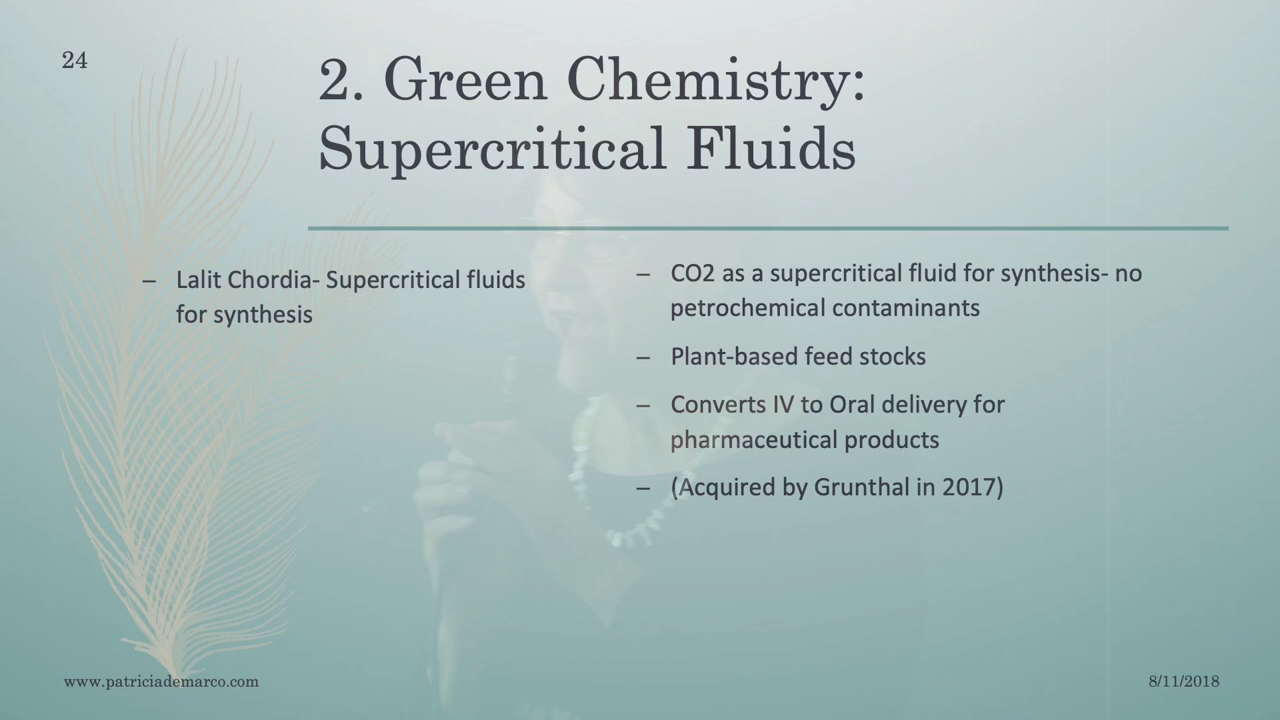 24
2. Green Chemistry:
Supercritical Fluids
– Lalit Chordia- Supercritical fluids
for synthesis
– CO2 as a supercritical fluid for synthesis- no
petrochemical contaminants
– Plant-based feed stocks
– Converts IV to Oral delivery for
pharmaceutical products
– (Acquired by Grunthal in 2017)
www.patriciademarco.com
8/11/2018